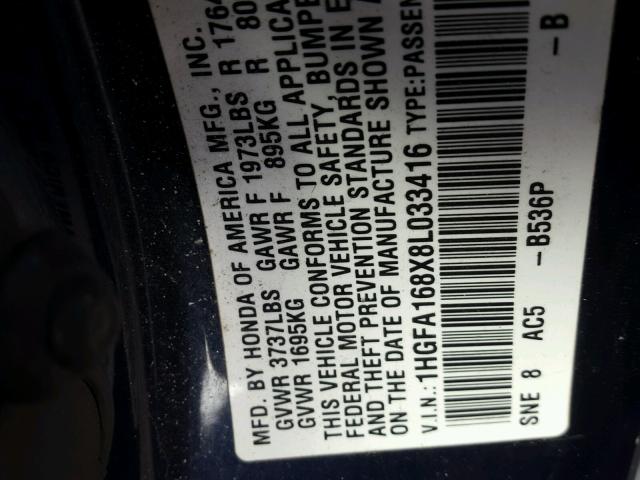 MFD. BY HONDA OF AMERICA MFG., INC.
GVWR 3737LBS GAWR F 1973LBS R 1764
GVWR 1695KG GAWR F 895KG R 80
THIS VEHICLE CONFORMS TO ALL APPLICA
FEDERAL MOTOR VEHICLE SAFETY, BUMPE
AND THEFT PREVENTION STANDARDS IN E
ON THE DATE OF MANUFACTURE SHOWN A
V.I.N.: 1HGFA168X8L033416 TYPE:PASSEN
SNE 8 AC5 -B536P -B